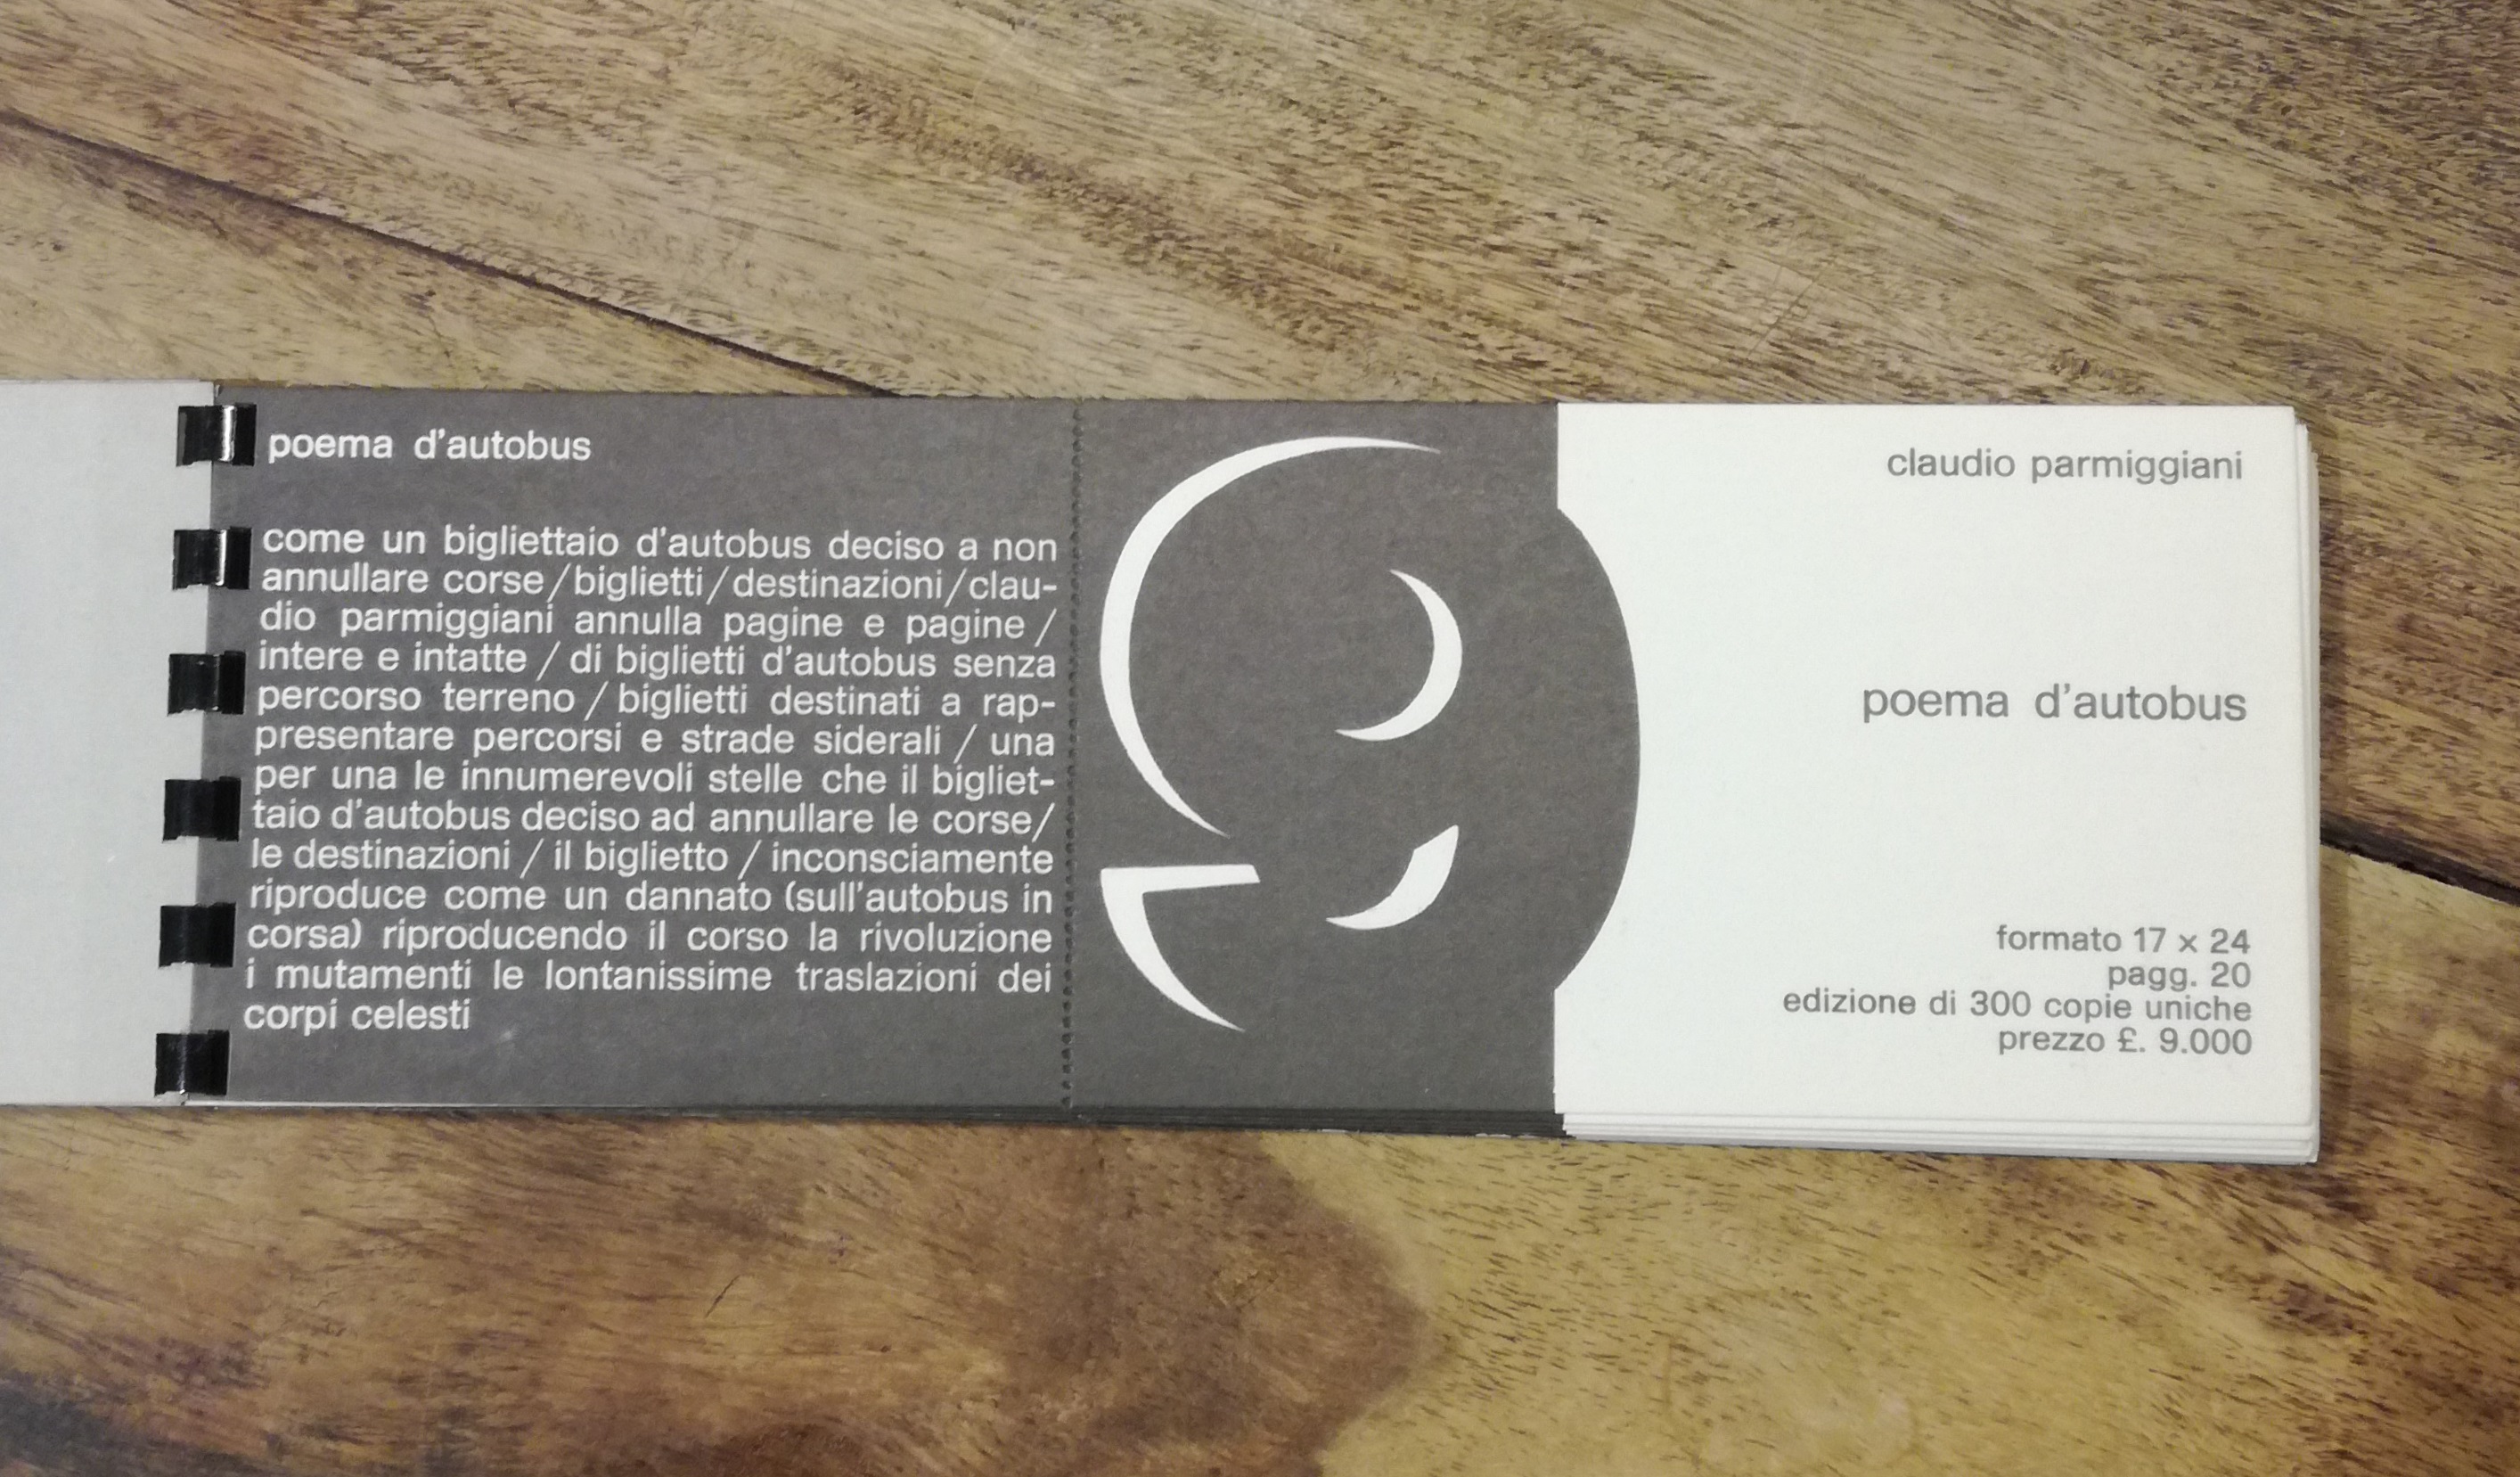 poema d'autobus
come un bigliettaio d'autobus deciso a non
annullare corse/biglietti/destinazioni/clau-
dio parmiggiani annulla pagine e pagine/
intere e intatte / di biglietti d'autobus senza
percorso terreno / biglietti destinati a rap-
presentare percorsi e strade siderali / una
per una le innumerevoli stelle che il bigliet-
taio d'autobus deciso ad annullare le corse/
le destinazioni / il biglietto / inconsciamente
riproduce come un dannato (sull'autobus in
corsa) riproducendo il corso la rivoluzione
i mutamenti le lontanissime traslazioni dei
corpi celesti
claudio parmiggiani
poema d'autobus
formato 17 x 24
pagg. 20
edizione di 300 copie uniche
prezzo £. 9.000